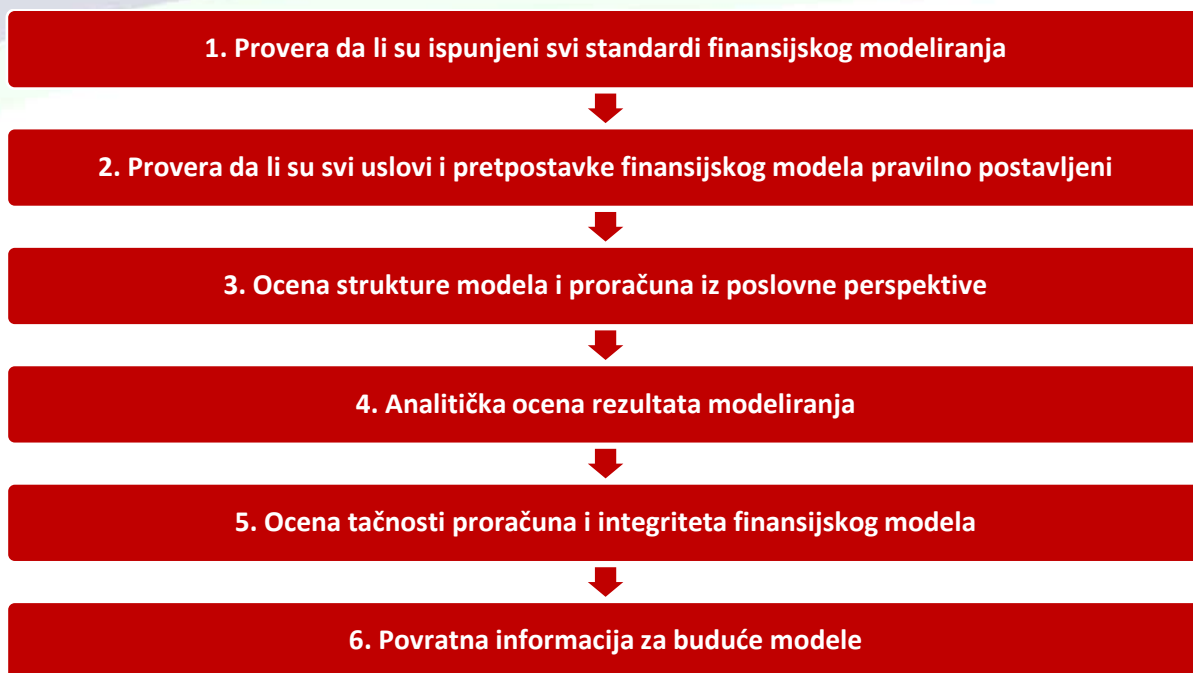 1. Provera da li su ispunjeni svi standardi finansijskog modeliranja
2. Provera da li su svi uslovi i pretpostavke finansijskog modela pravilno postavljeni
3. Ocena strukture modela i proračuna iz poslovne perspektive
4. Analitička ocena rezultata modeliranja
5. Ocena tačnosti proračuna i integriteta finansijskog modela
6. Povratna informacija za buduće modele